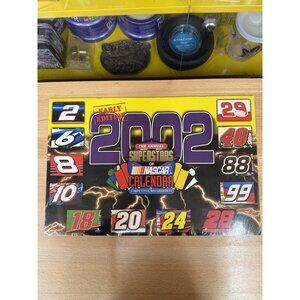 EARLY
EDITION
2002
THE ANNUAL
SUPERSTARS
OF
NASCAR
CALENDAR
2
6
8
10
18
20
24
28
29
40
88
99